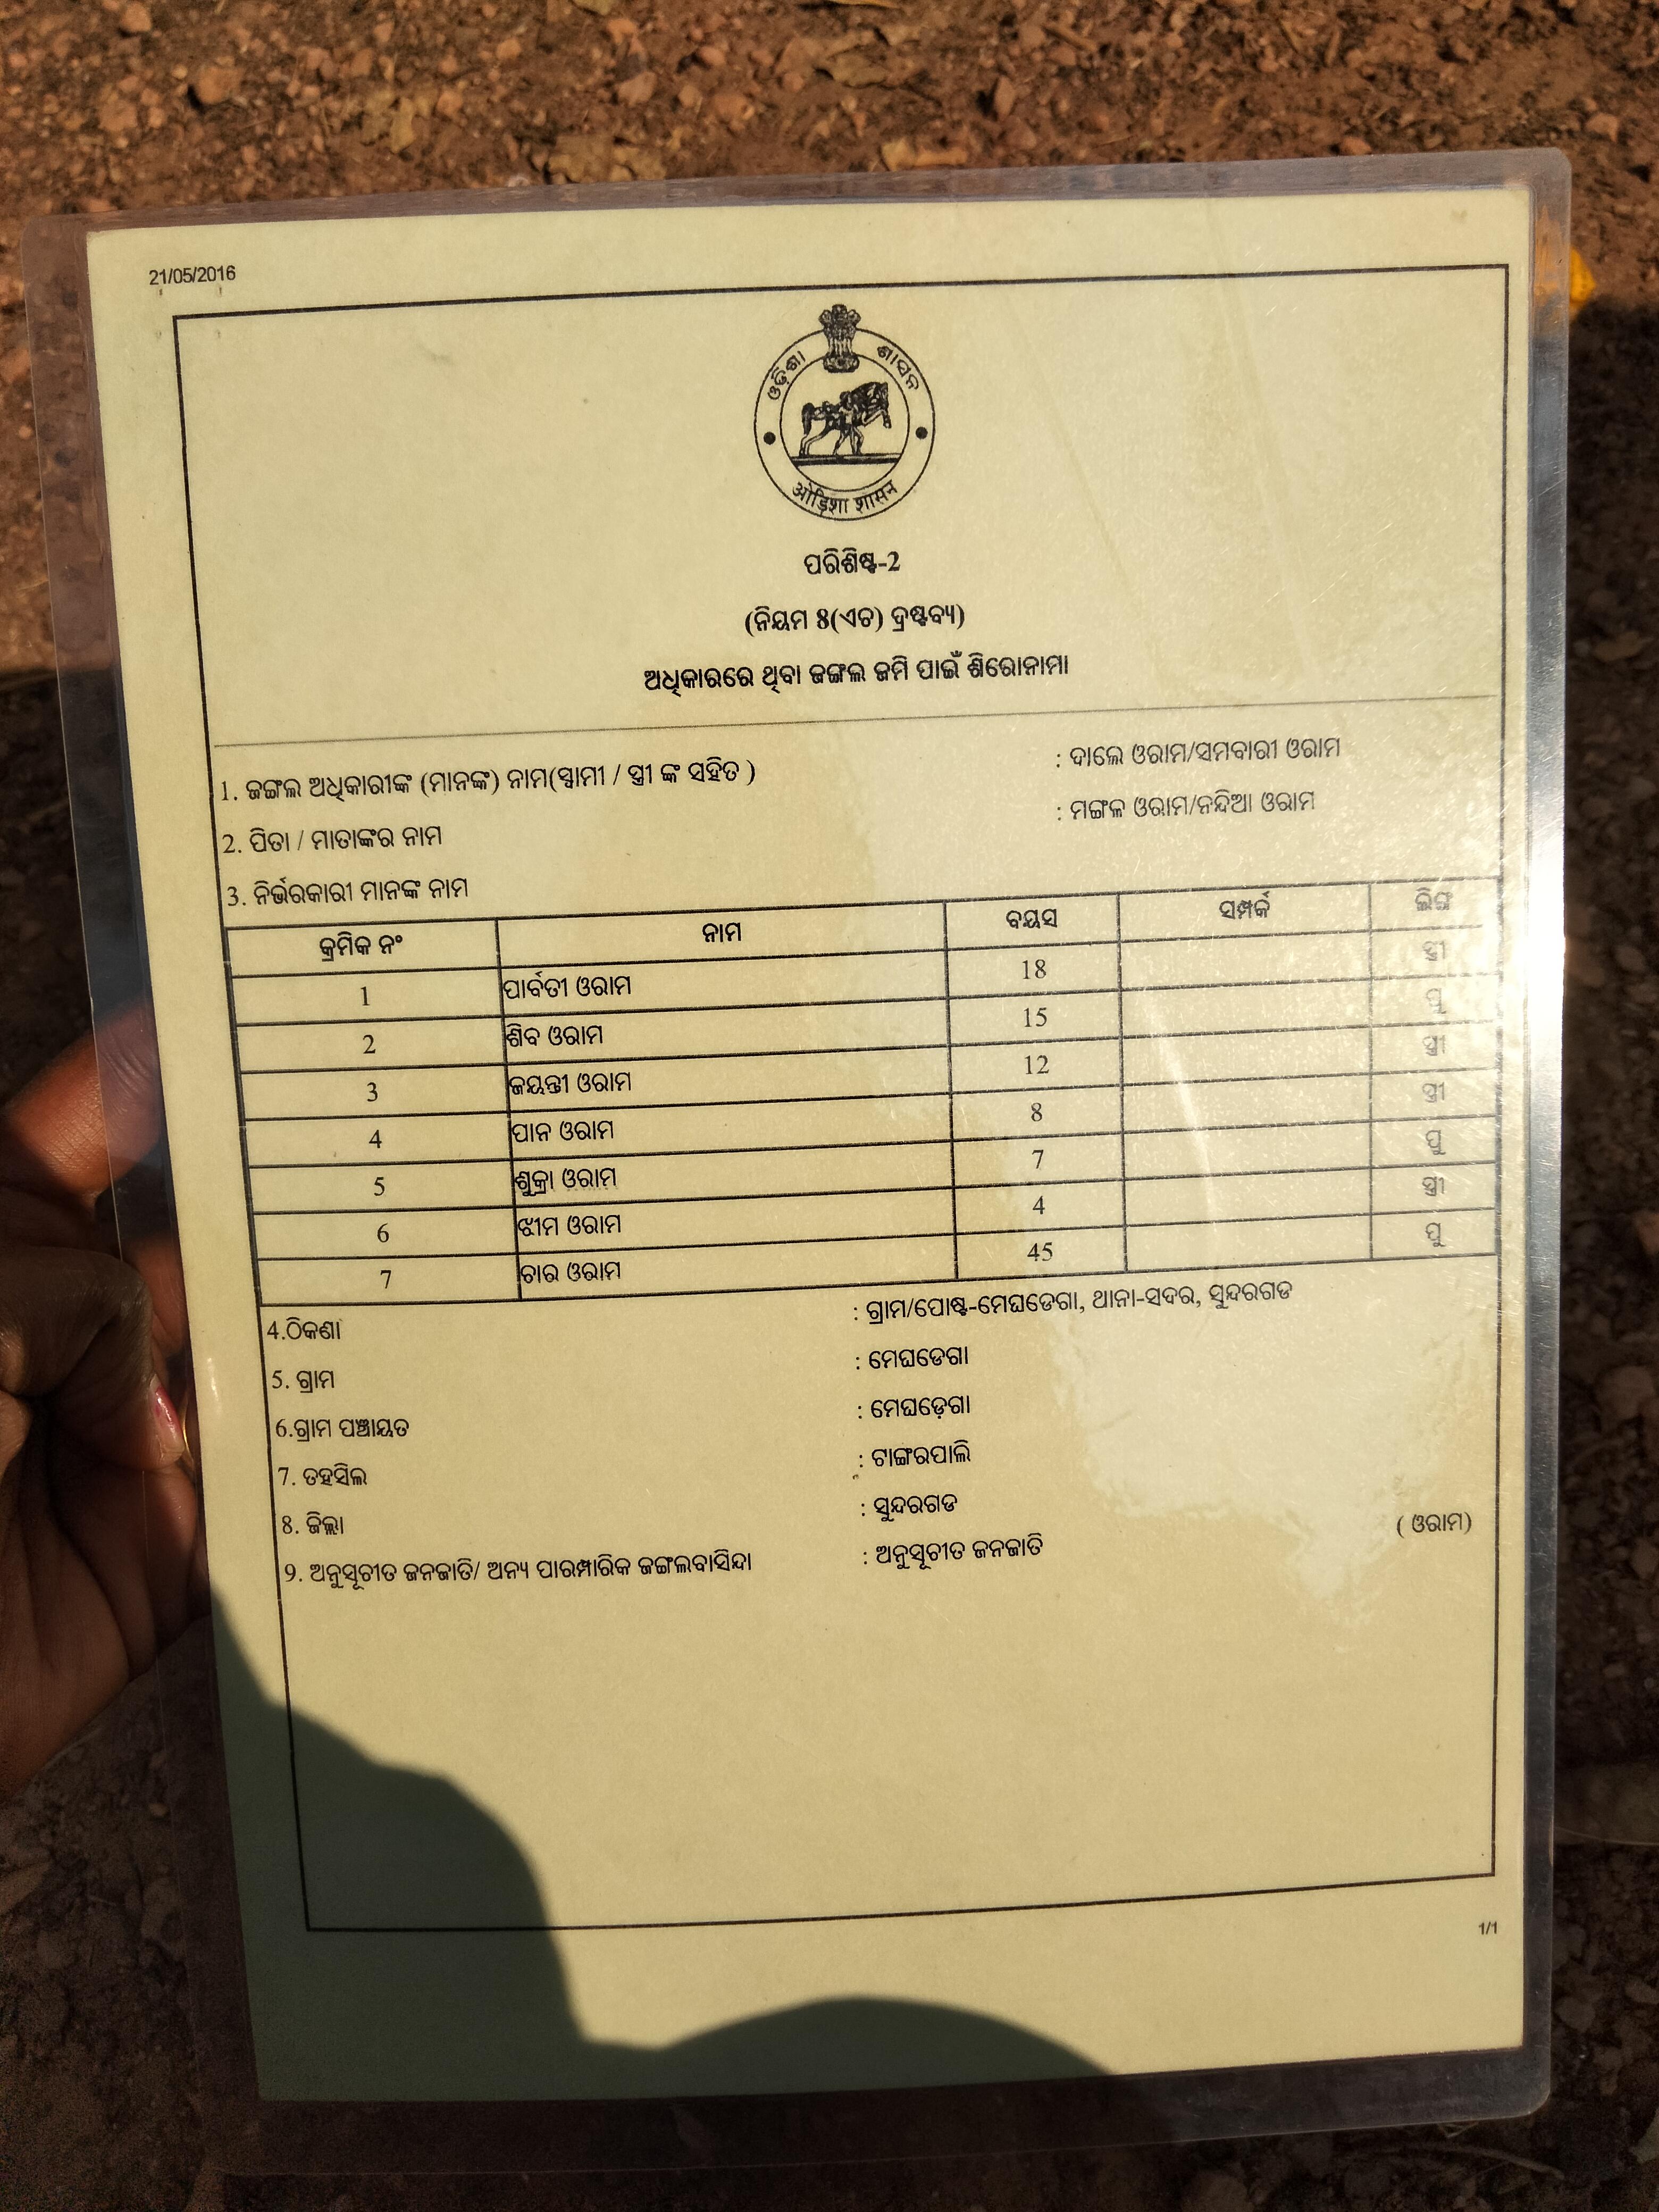 21/05/2016
ଓଡ଼ିଶା ଶାସନ
ओड़िशा शासन
ପରିଶିଷ୍ଟ-2
(ନିୟମ ୫(ଏଚ) ଦ୍ରଷ୍ଟବ୍ୟ)
ଅଧିକାରରେ ଥିବା ଜଙ୍ଗଲ ଜମି ପାଇଁ ଶିରୋନାମା
1. ଜଙ୍ଗଲ ଅଧିକାରୀଙ୍କ (ମାନଙ୍କ) ନାମ(ସ୍ଵାମୀ / ସ୍ତ୍ରୀ ଙ୍କ ସହିତ ) : ଦାଲେ ଓରାମ/ସମବାରୀ ଓରାମ
2. ପିତା / ମାତାଙ୍କର ନାମ : ମଙ୍ଗଳ ଓରାମ/ନନ୍ଦିଆ ଓରାମ
3. ନିର୍ଭରକାରୀ ମାନଙ୍କ ନାମ
କ୍ରମିକ ନଂ ନାମ ବୟସ ସମ୍ପର୍କ ଲିଙ୍ଗ
1 ପାର୍ବତୀ ଓରାମ 18 ସ୍ତ୍ରୀ
2 ଶିବ ଓରାମ 15 ପୁ
3 ଜୟନ୍ତୀ ଓରାମ 12 ସ୍ତ୍ରୀ
4 ପାନ ଓରାମ 8 ସ୍ତ୍ରୀ
5 ଶୁକ୍ରା ଓରାମ 7 ପୁ
6 ଝୀମ ଓରାମ 4 ସ୍ତ୍ରୀ
7 ଚାର ଓରାମ 45 ପୁ
4.ଠିକଣା : ଗ୍ରାମ/ପୋଷ୍ଟ-ମେଘଡେଗା, ଥାନା-ସଦର, ସୁନ୍ଦରଗଡ
5. ଗ୍ରାମ : ମେଘଡେଗା
6.ଗ୍ରାମ ପଞ୍ଚାୟତ : ମେଘଡ଼େଗା
7. ତହସିଲ : ଟାଙ୍ଗରପାଲି
8. ଜିଲ୍ଲା : ସୁନ୍ଦରଗଡ
9. ଅନୁସୂଚୀତ ଜନଜାତି/ ଅନ୍ୟ ପାରମ୍ପାରିକ ଜଙ୍ଗଲବାସିନ୍ଦା : ଅନୁସୂଚୀତ ଜନଜାତି ( ଓରାମ)
1/1